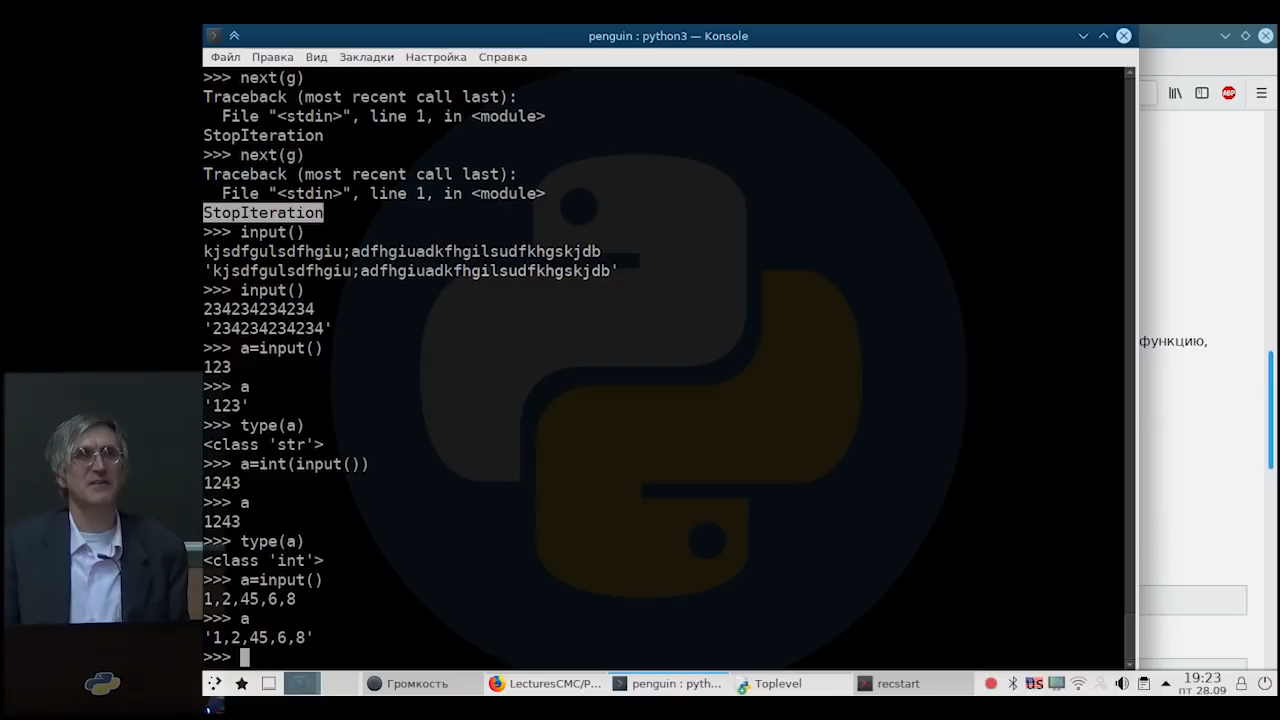 penguin : python3 — Konsole
Файл Правка Вид Закладки Настройка Справка
>>> next(g)
Traceback (most recent call last):
  File "<stdin>", line 1, in <module>
StopIteration
>>> next(g)
Traceback (most recent call last):
  File "<stdin>", line 1, in <module>
StopIteration
>>> input()
kjsdfgulsdfhgiu;adfhgiuadkfhgilsudfkhgskjdb
'kjsdfgulsdfhgiu;adfhgiuadkfhgilsudfkhgskjdb'
>>> input()
234234234234
'234234234234'
>>> a=input()
123
>>> a
'123'
>>> type(a)
<class 'str'>
>>> a=int(input())
1243
>>> a
1243
>>> type(a)
<class 'int'>
>>> a=input()
1,2,45,6,8
>>> a
'1,2,45,6,8'
>>>
ABP
функцию,
Громкость
LecturesCMC/P...
penguin : pyth...
Toplevel
recstart
US
19:23
пт 28.09